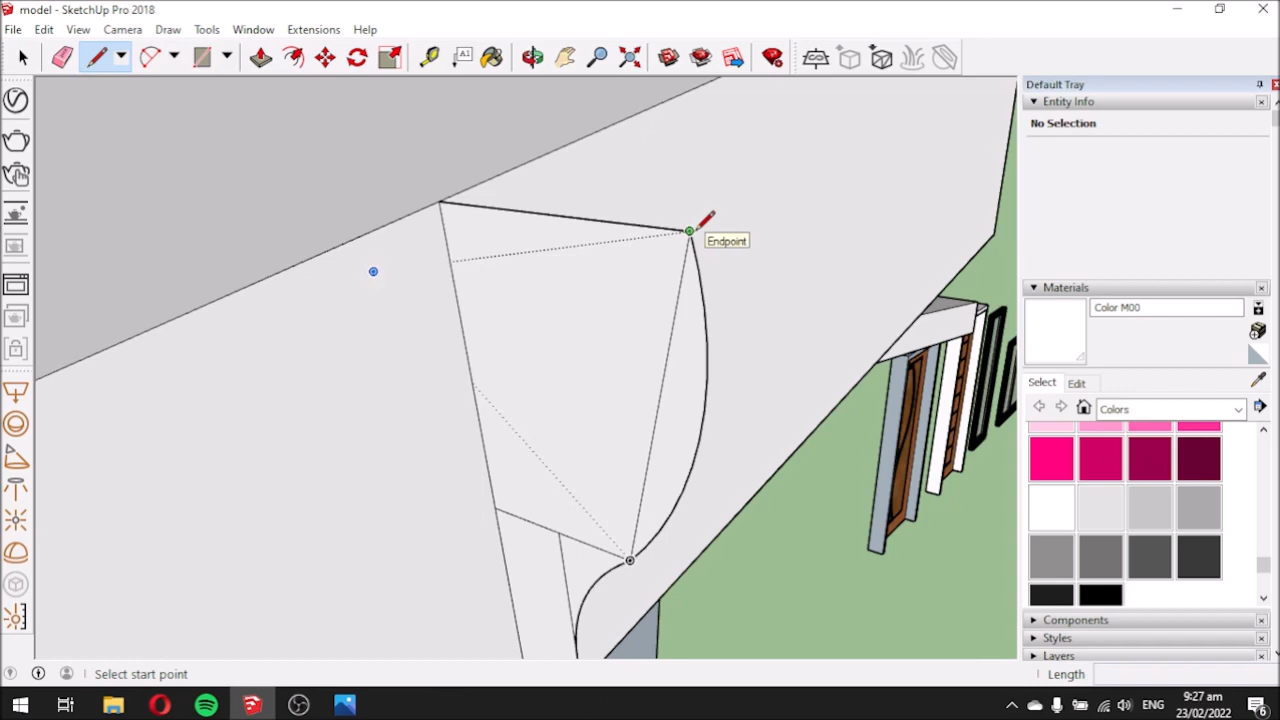 model - SketchUp Pro 2018
File Edit View Camera Draw Tools Window Extensions Help
A1
Default Tray
Entity Info
No Selection
Endpoint
Materials
Color M00
Select Edit
Colors
Components
Styles
Layers
Select start point
Length
ENG
9:27 am
23/02/2022
6